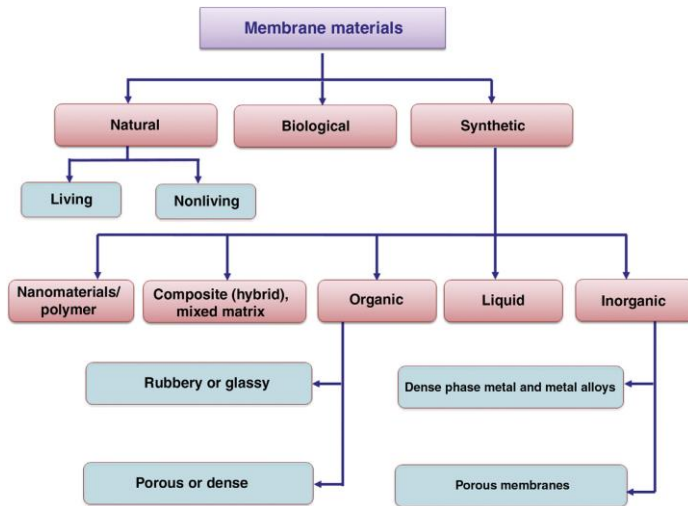 Membrane materials
Natural
Biological
Synthetic
Living
Nonliving
Nanomaterials/
polymer
Composite (hybrid),
mixed matrix
Organic
Liquid
Inorganic
Rubbery or glassy
Dense phase metal and metal alloys
Porous or dense
Porous membranes